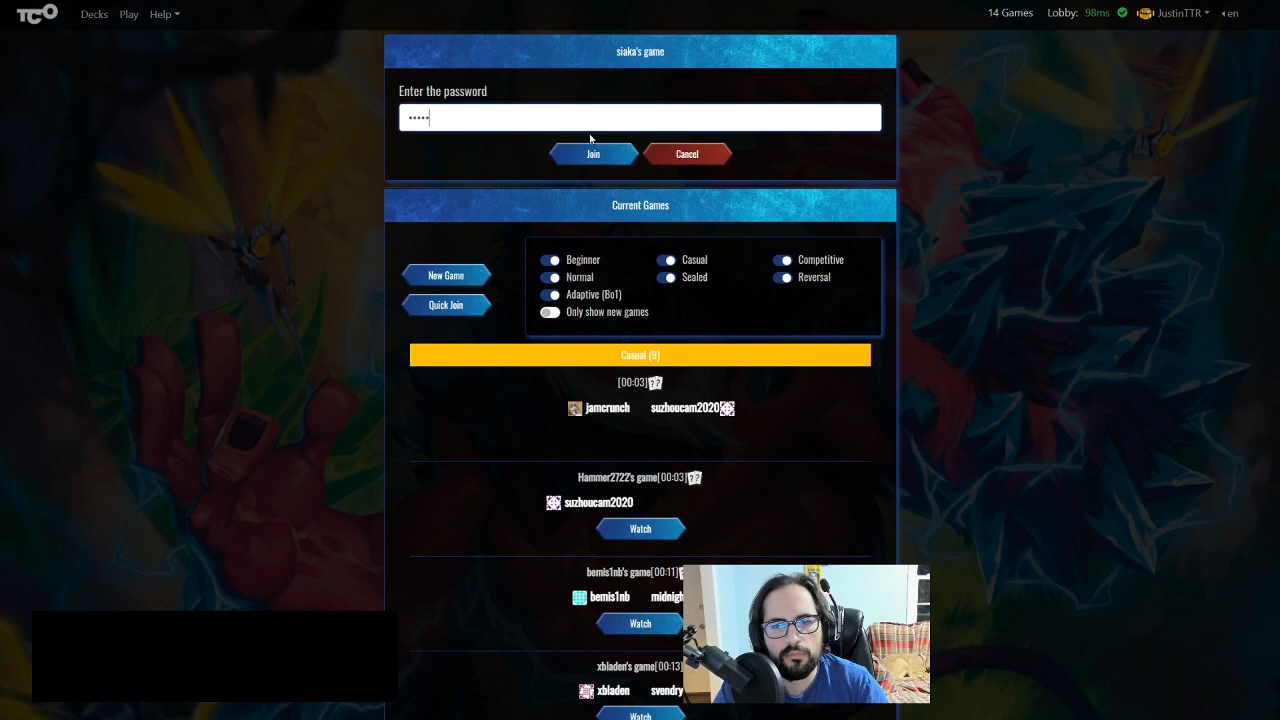 TCO Decks Play Help 14 Games Lobby: 98ms JustinTTR en
siaka's game
Enter the password
•••••
Join Cancel
Current Games
New Game
Quick Join
Beginner Casual Competitive
Normal Sealed Reversal
Adaptive (Bo1)
Only show new games
Casual (9)
[00:03] ??
jamcrunch suzhoucam2020
Hammer2722's game[00:03] ??
suzhoucam2020
Watch
bemis1nb's game[00:11]
bemis1nb
Watch
xbladen's game[00:13]
xbladen svendry
Watch